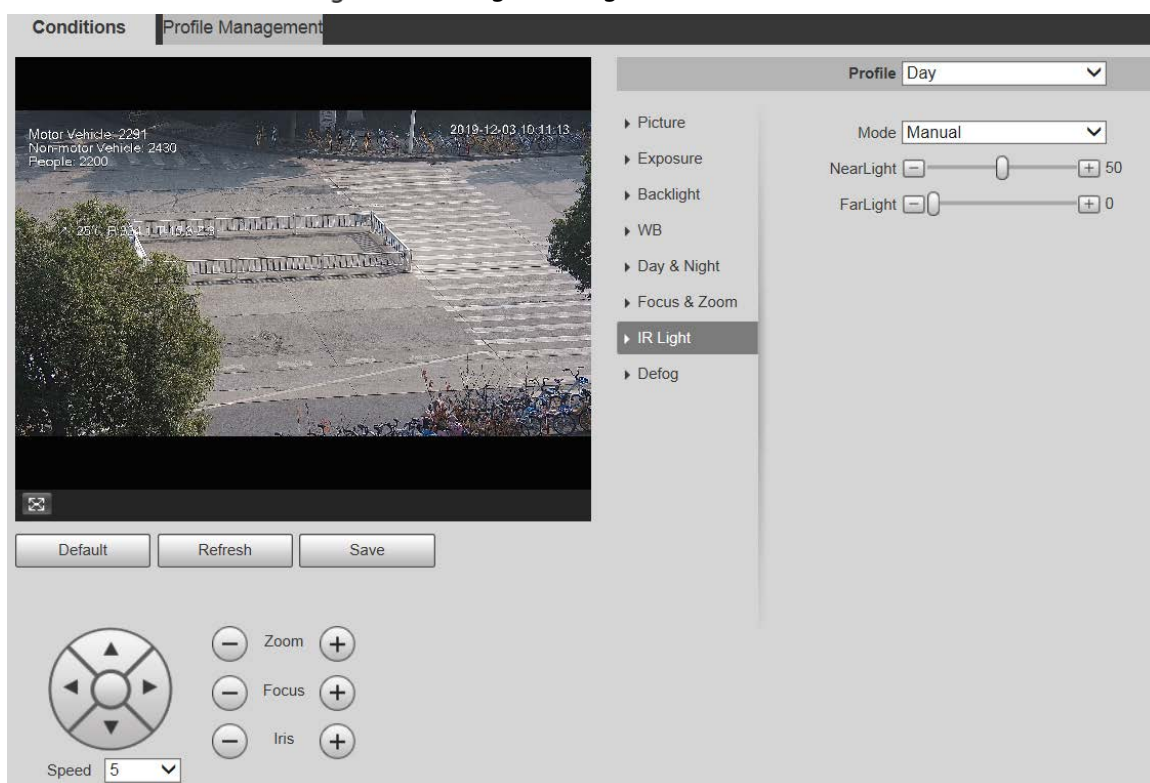 Conditions
Profile Management
Motor Vehicle: 2291
Non-motor Vehicle: 2430
People: 2200
2019-12-03 10:11:13
Profile Day
Picture
Exposure
Backlight
WB
Day & Night
Focus & Zoom
IR Light
Defog
Mode Manual
NearLight 50
FarLight 0
Default
Refresh
Save
Zoom
Focus
Iris
Speed 5